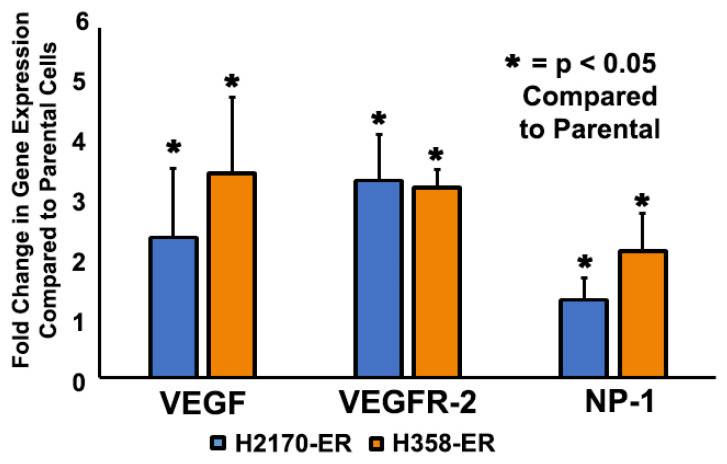 Fold Change in Gene Expression
Compared to Parental Cells
6
5
4
3
2
1
0
* = p < 0.05
Compared
to Parental
* * * * * *
VEGF VEGFR-2 NP-1
H2170-ER H358-ER